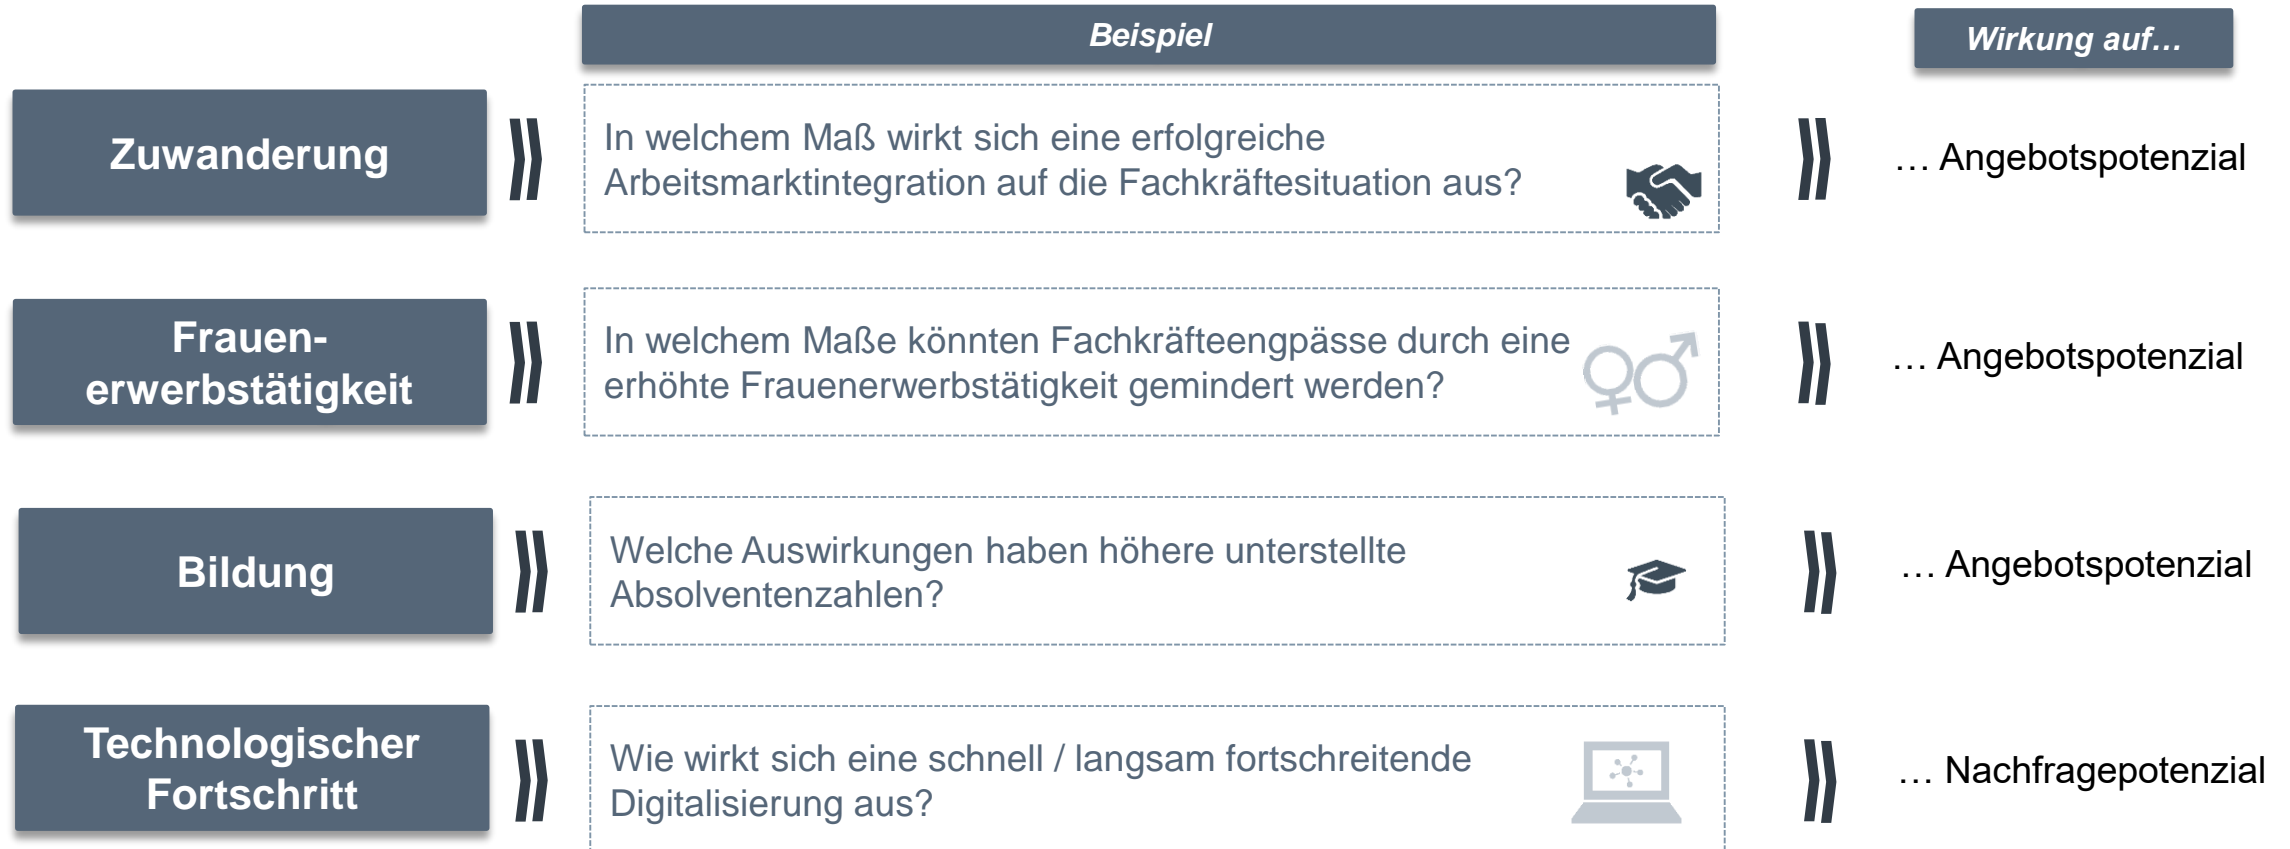 Beispiel
Wirkung auf…
Zuwanderung
In welchem Maß wirkt sich eine erfolgreiche
Arbeitsmarktintegration auf die Fachkräftesituation aus?
… Angebotspotenzial
Frauen-
erwerbstätigkeit
In welchem Maße könnten Fachkräfteengpässe durch eine
erhöhte Frauenerwerbstätigkeit gemindert werden?
… Angebotspotenzial
Bildung
Welche Auswirkungen haben höhere unterstellte
Absolventenzahlen?
… Angebotspotenzial
Technologischer
Fortschritt
Wie wirkt sich eine schnell / langsam fortschreitende
Digitalisierung aus?
… Nachfragepotenzial